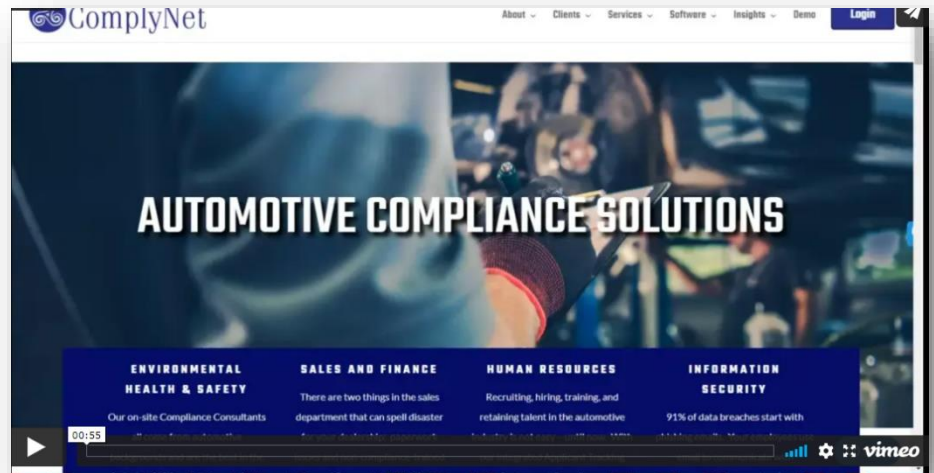 ComplyNet
About Clients Services Software Insights Demo Login
AUTOMOTIVE COMPLIANCE SOLUTIONS
ENVIRONMENTAL
HEALTH & SAFETY
Our on-site Compliance Consultants
SALES AND FINANCE
There are two things in the sales
department that can spell disaster
HUMAN RESOURCES
Recruiting, hiring, training, and
retaining talent in the automotive
INFORMATION
SECURITY
91% of data breaches start with
00:55
vimeo